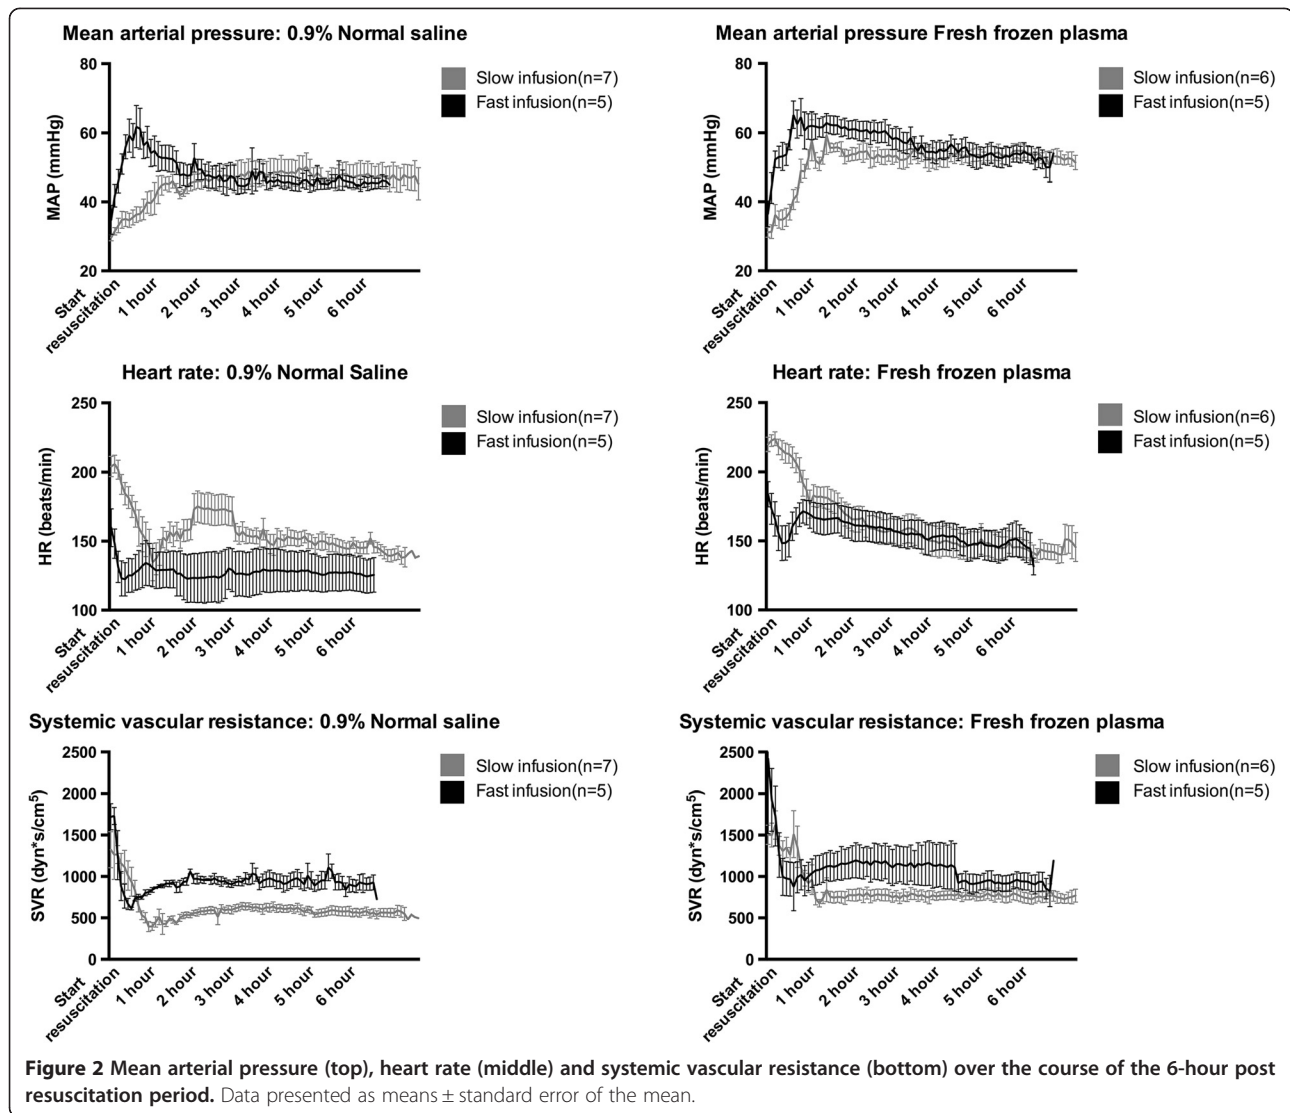 Mean arterial pressure: 0.9% Normal saline
80
60
40
20
MAP (mmHg)
Start resuscitation
1 hour
2 hour
3 hour
4 hour
5 hour
6 hour
Slow infusion(n=7)
Fast infusion(n=5)
Mean arterial pressure Fresh frozen plasma
80
60
40
20
MAP (mmHg)
Start resuscitation
1 hour
2 hour
3 hour
4 hour
5 hour
6 hour
Slow infusion(n=6)
Fast infusion(n=5)
Heart rate: 0.9% Normal Saline
250
200
150
100
HR (beats/min)
Start resuscitation
1 hour
2 hour
3 hour
4 hour
5 hour
6 hour
Slow infusion(n=7)
Fast infusion(n=5)
Heart rate: Fresh frozen plasma
250
200
150
100
HR (beats/min)
Start resuscitation
1 hour
2 hour
3 hour
4 hour
5 hour
6 hour
Slow infusion(n=6)
Fast infusion(n=5)
Systemic vascular resistance: 0.9% Normal saline
2500
2000
1500
1000
500
0
SVR (dyn*s/cm⁵)
Start resuscitation
1 hour
2 hour
3 hour
4 hour
5 hour
6 hour
Slow infusion(n=7)
Fast infusion(n=5)
Systemic vascular resistance: Fresh frozen plasma
2500
2000
1500
1000
500
0
SVR (dyn*s/cm⁵)
Start resuscitation
1 hour
2 hour
3 hour
4 hour
5 hour
6 hour
Slow infusion(n=6)
Fast infusion(n=5)
Figure 2 Mean arterial pressure (top), heart rate (middle) and systemic vascular resistance (bottom) over the course of the 6-hour post
resuscitation period. Data presented as means ± standard error of the mean.